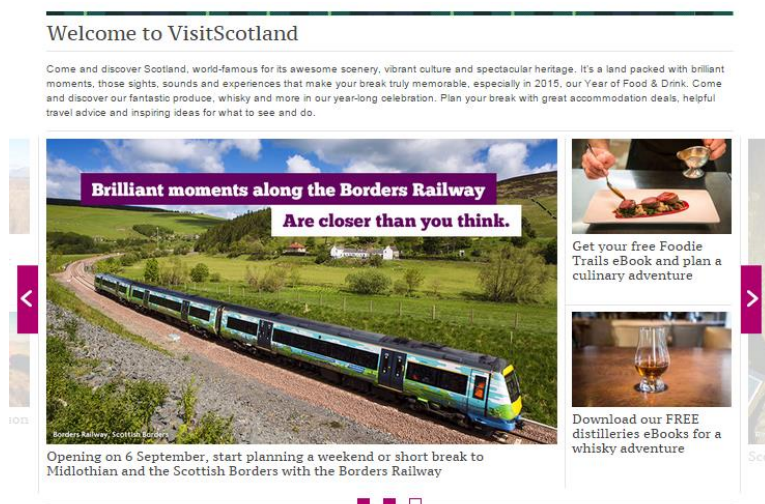 Welcome to VisitScotland
Come and discover Scotland, world-famous for its awesome scenery, vibrant culture and spectacular heritage. It's a land packed with brilliant
moments, those sights, sounds and experiences that make your break truly memorable, especially in 2015, our Year of Food & Drink. Come
and discover our fantastic produce, whisky and more in our year-long celebration. Plan your break with great accommodation deals, helpful
travel advice and inspiring ideas for what to see and do.
Brilliant moments along the Borders Railway
Are closer than you think.
Borders Railway, Scottish Borders
Opening on 6 September, start planning a weekend or short break to
Midlothian and the Scottish Borders with the Borders Railway
Get your free Foodie
Trails eBook and plan a
culinary adventure
Download our FREE
distilleries eBooks for a
whisky adventure